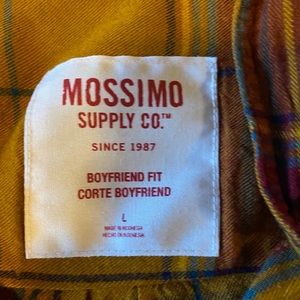 MOSSIMO
SUPPLY CO.™
SINCE 1987
BOYFRIEND FIT
CORTE BOYFRIEND
L
MADE IN INDONESIA
HECHO EN INDONESIA